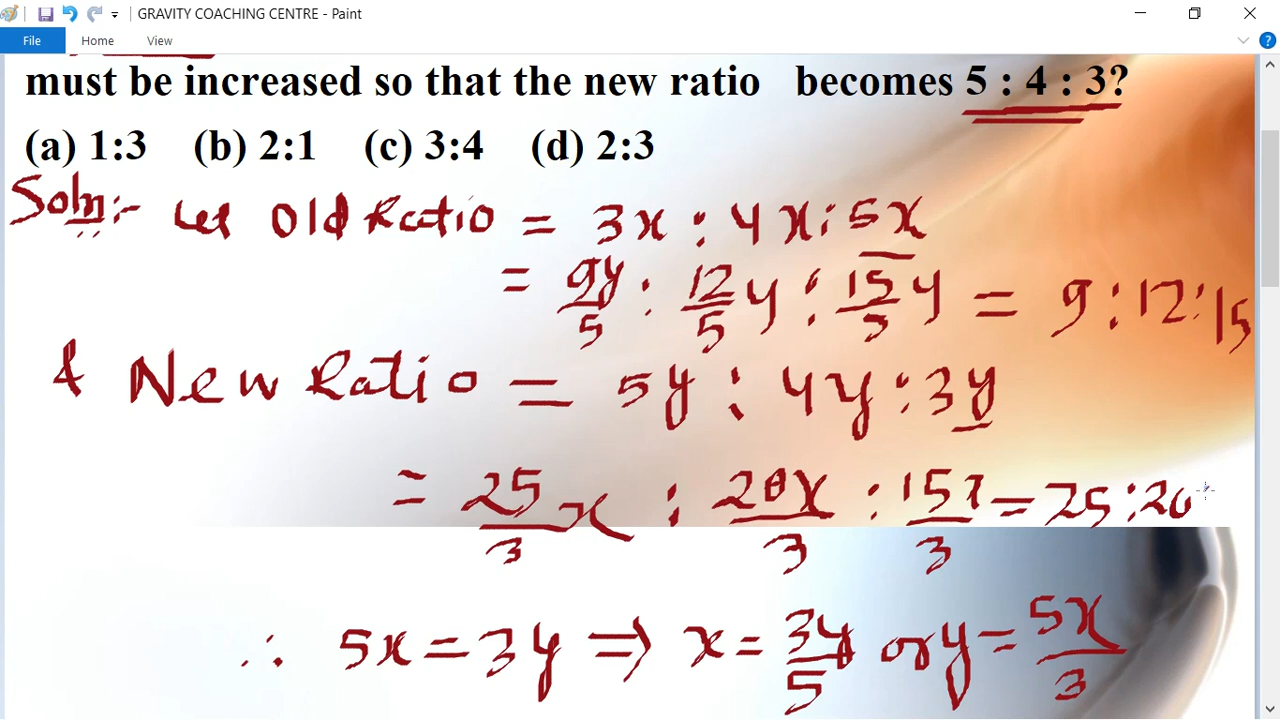 GRAVITY COACHING CENTRE - Paint
File Home View
must be increased so that the new ratio becomes 5 : 4 : 3?
(a) 1:3 (b) 2:1 (c) 3:4 (d) 2:3
Soln:- Let Old Ratio = 3x : 4x : 5x
= 9y/5 : 12/5 y : 15/5 y = 9 : 12 : 15
& New Ratio = 5y : 4y : 3y
= 25/3 x : 20x/3 : 15x/3 = 25 : 20
∴ 5x = 3y ⇒ x = 3y/5 or y = 5x/3